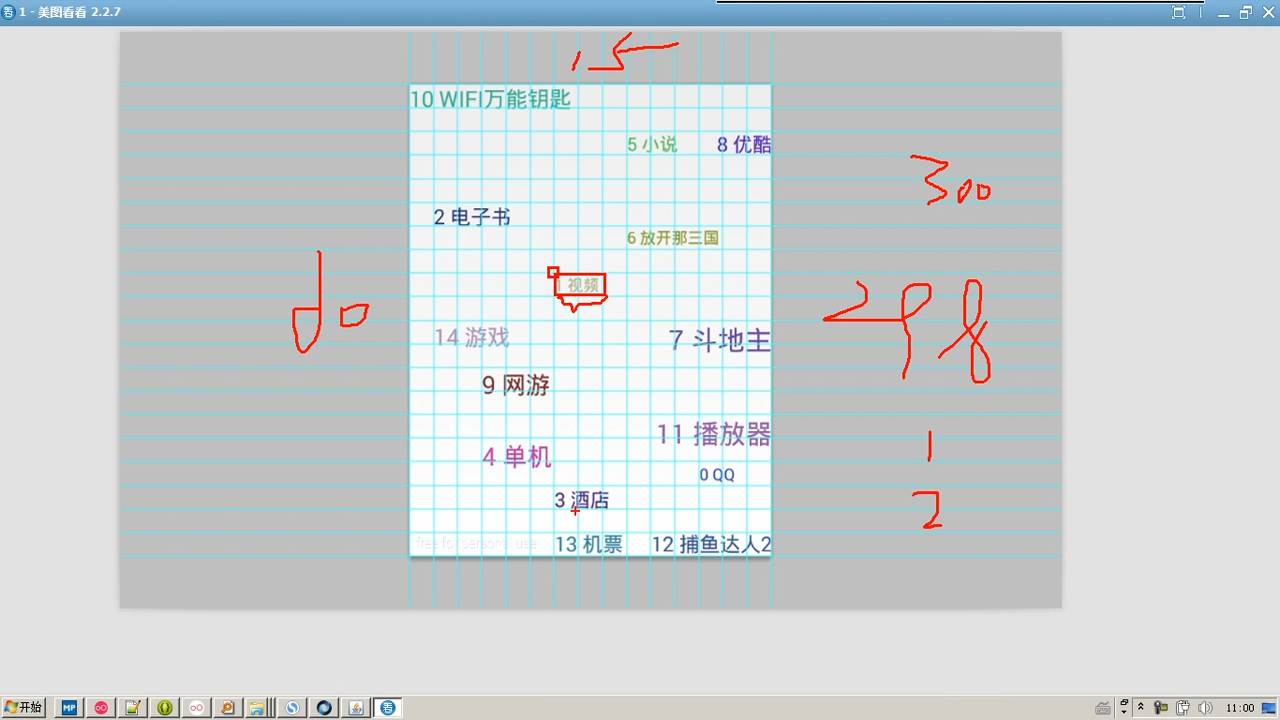 1 - 美图看看 2.2.7
15
10 WIFI万能钥匙
5 小说
8 优酷
300
2 电子书
6 放开那三国
do
1 视频
298
14 游戏
7 斗地主
9 网游
11 播放器
1
4 单机
0 QQ
3 酒店
2
free for personal use
13 机票
12 捕鱼达人2
开始
MP
11:00